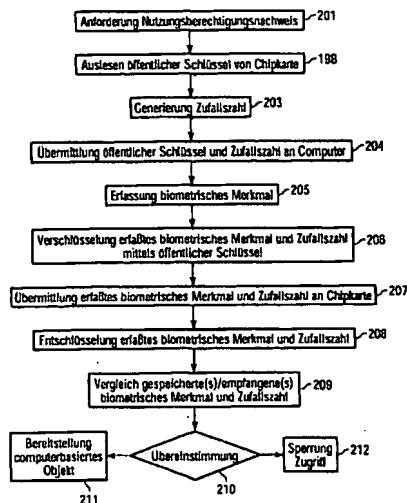 Anforderung Nutzungsberechtigungsnachweis
201
Auslesen öffentlicher Schlüssel von Chipkarte
198
Generierung Zufallszahl
203
Übermittlung öffentlicher Schlüssel und Zufallszahl an Computer
204
Erfassung biometrisches Merkmal
205
Verschlüsselung erfaßtes biometrisches Merkmal und Zufallszahl
mittels öffentlicher Schlüssel
206
Übermittlung erfaßtes biometrisches Merkmal und Zufallszahl an Chipkarte
207
Entschlüsselung erfaßtes biometrisches Merkmal und Zufallszahl
208
Vergleich gespeicherte(s)/empfangene(s)
biometrisches Merkmal und Zufallszahl
209
Bereitstellung
computerbasiertes
Objekt
211
Übereinstimmung
210
Sperrung
Zugriff
212